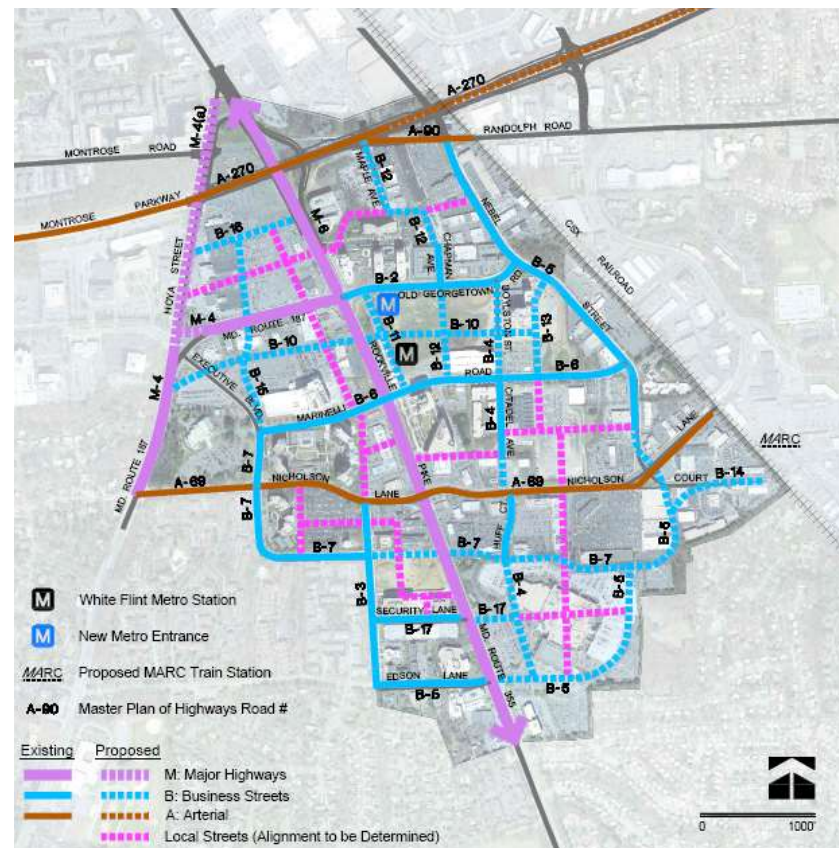 A-270
M-4(a)
A-270
A-90
RANDOLPH ROAD
MONTROSE ROAD
B-12
MAPLE AVE
A-270
NEBEL
MONTROSE PARKWAY
M-6
B-16
B-12
CHAPMAN AVE
CSX RAILROAD
HOYA STREET
B-2
OLD GEORGETOWN RD
B-5
STREET
M
M-4
MD. ROUTE 187
B-11
B-10
BOYLSTON ST.
B-4
B-13
B-10
ROCKVILLE
M
B-12
B-6
ROAD
EXECUTIVE BLVD.
M-4
B-15
B-6
MARINELLI
B-4
CITADEL AVE
MD. ROUTE 187
B-7
PIKE
LANE
MARC
A-69
NICHOLSON LANE
A-69
NICHOLSON
COURT
B-14
B-7
HUFF CT
B-5
B-7
B-7
B-7
B-3
B-4
B-5
SECURITY LANE
B-17
B-17
MD. ROUTE 355
EDSON LANE
B-5
B-5
M White Flint Metro Station
M New Metro Entrance
MARC Proposed MARC Train Station
A-90 Master Plan of Highways Road #
Existing Proposed
M: Major Highways
B: Business Streets
A: Arterial
Local Streets (Alignment to be Determined)
0 1000'